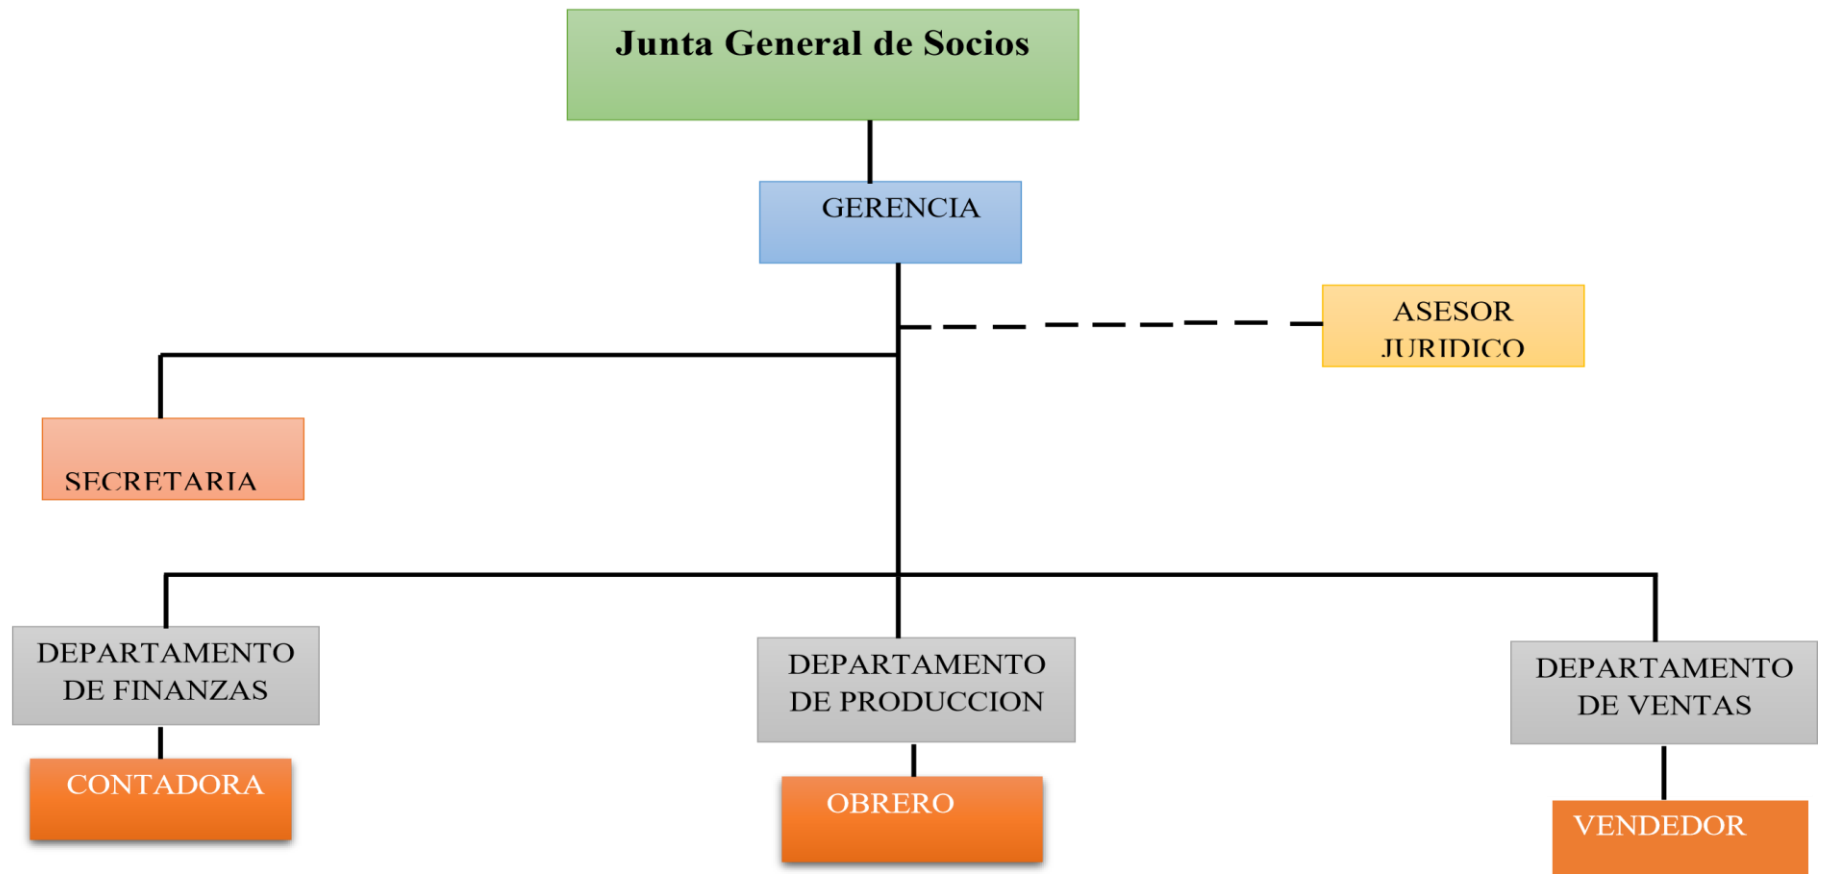 Junta General de Socios
GERENCIA
ASESOR
JURIDICO
SECRETARIA
DEPARTAMENTO
DE FINANZAS
DEPARTAMENTO
DE PRODUCCION
DEPARTAMENTO
DE VENTAS
CONTADORA
OBRERO
VENDEDOR